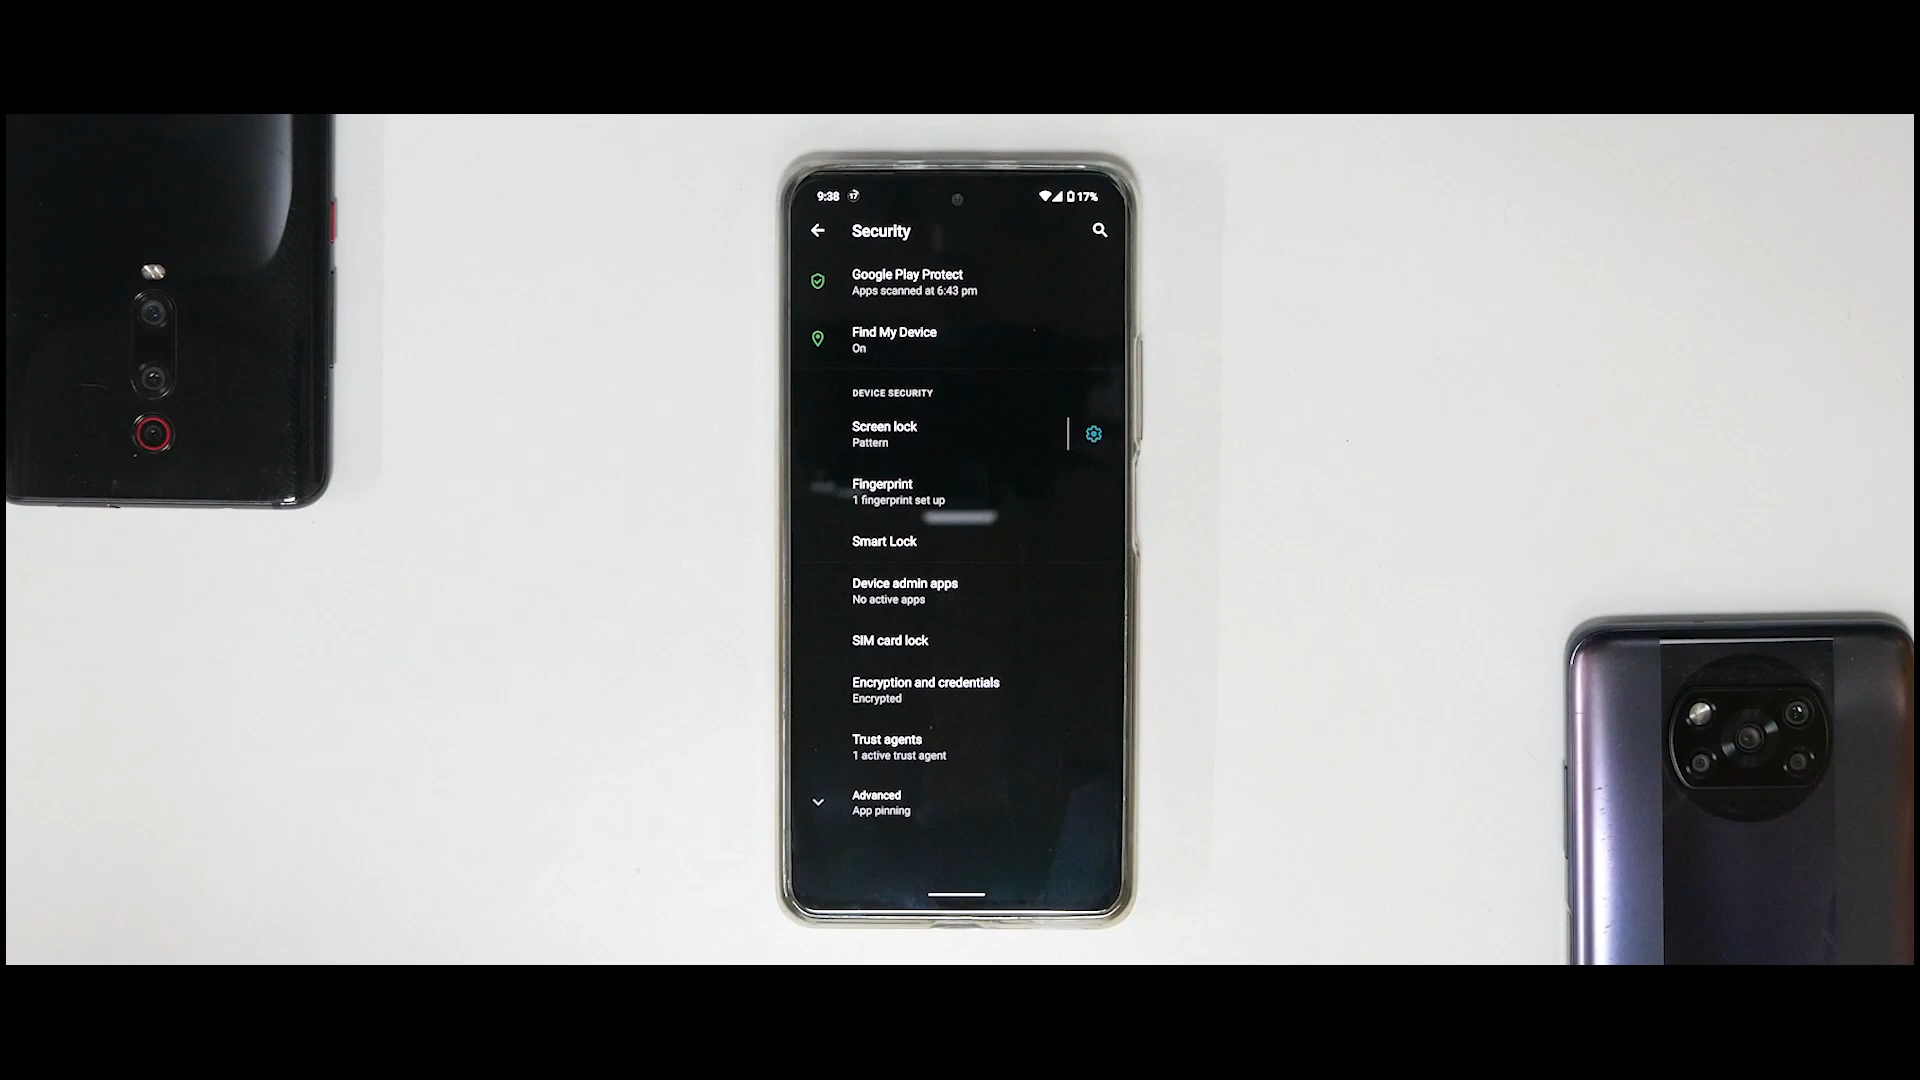 9:38 17 17%
Security
Google Play Protect
Apps scanned at 6:43 pm
Find My Device
On
DEVICE SECURITY
Screen lock
Pattern
Fingerprint
1 fingerprint set up
Smart Lock
Device admin apps
No active apps
SIM card lock
Encryption and credentials
Encrypted
Trust agents
1 active trust agent
Advanced
App pinning